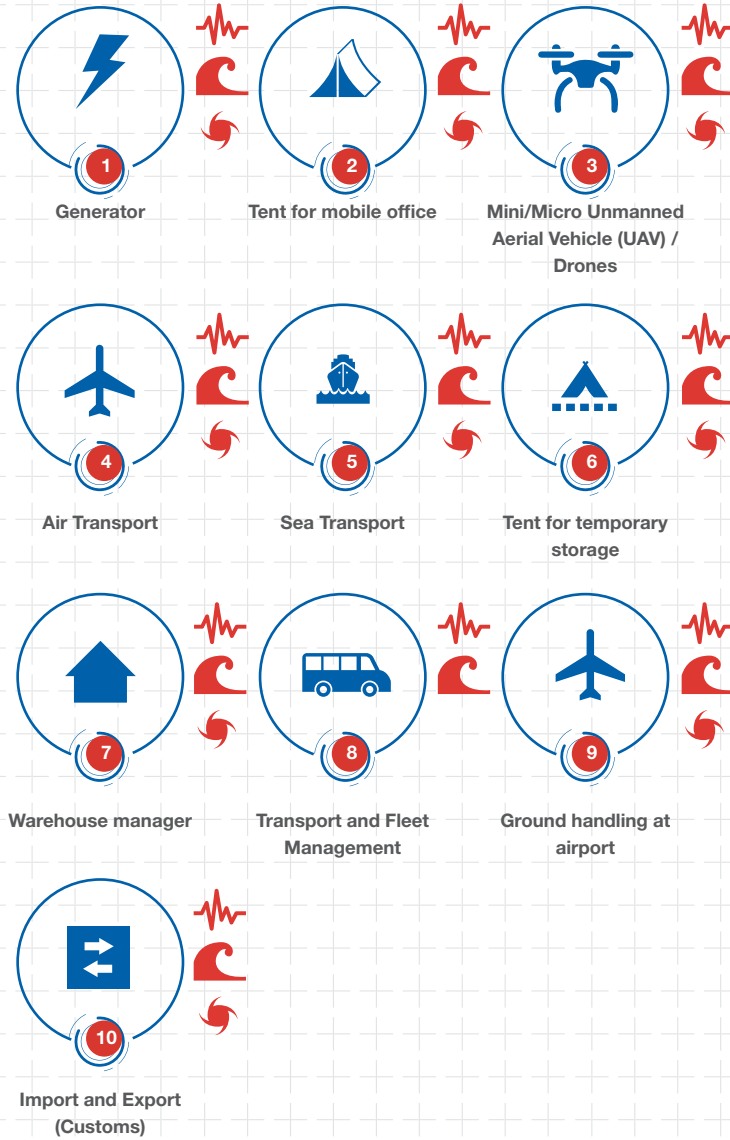 1
Generator
2
Tent for mobile office
3
Mini/Micro Unmanned
Aerial Vehicle (UAV) /
Drones
4
Air Transport
5
Sea Transport
6
Tent for temporary
storage
7
Warehouse manager
8
Transport and Fleet
Management
9
Ground handling at
airport
10
Import and Export
(Customs)